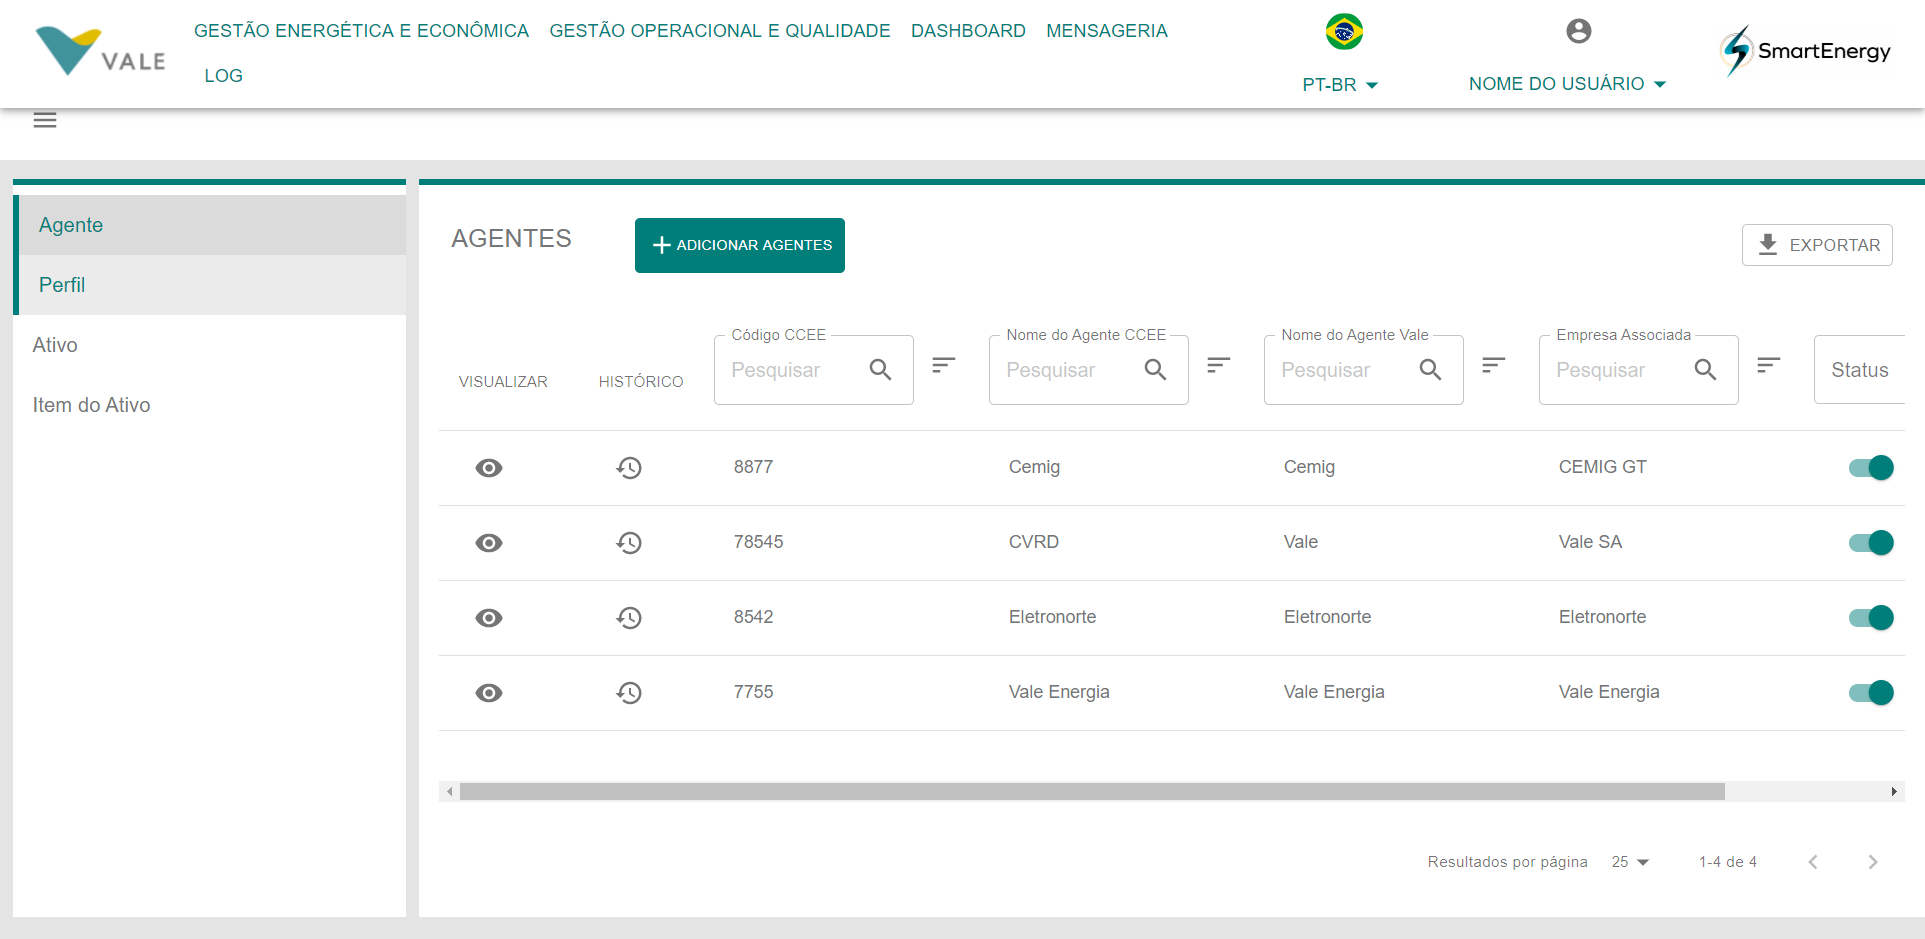 VALE
GESTÃO ENERGÉTICA E ECONÔMICA GESTÃO OPERACIONAL E QUALIDADE DASHBOARD MENSAGERIA
LOG
PT-BR
NOME DO USUÁRIO
SmartEnergy
Agente
Perfil
Ativo
Item do Ativo
AGENTES
ADICIONAR AGENTES
EXPORTAR
VISUALIZAR HISTÓRICO
Código CCEE Nome do Agente CCEE Nome do Agente Vale Empresa Associada
Pesquisar Pesquisar Pesquisar Pesquisar Status
8877 Cemig Cemig CEMIG GT
78545 CVRD Vale Vale SA
8542 Eletronorte Eletronorte Eletronorte
7755 Vale Energia Vale Energia Vale Energia
Resultados por página 25 1-4 de 4